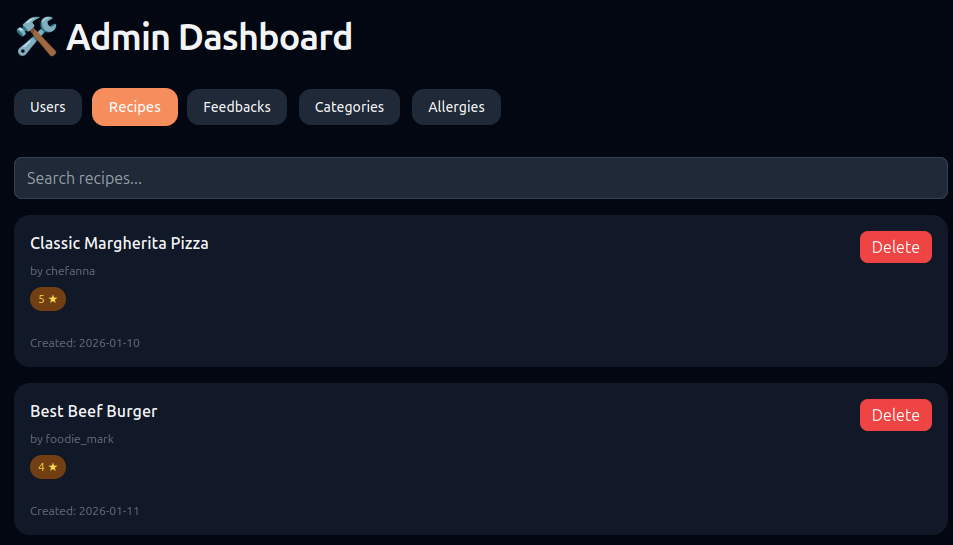 Admin Dashboard
Users Recipes Feedbacks Categories Allergies
Search recipes...
Classic Margherita Pizza Delete
by chefanna
5 ★
Created: 2026-01-10
Best Beef Burger Delete
by foodie_mark
4 ★
Created: 2026-01-11